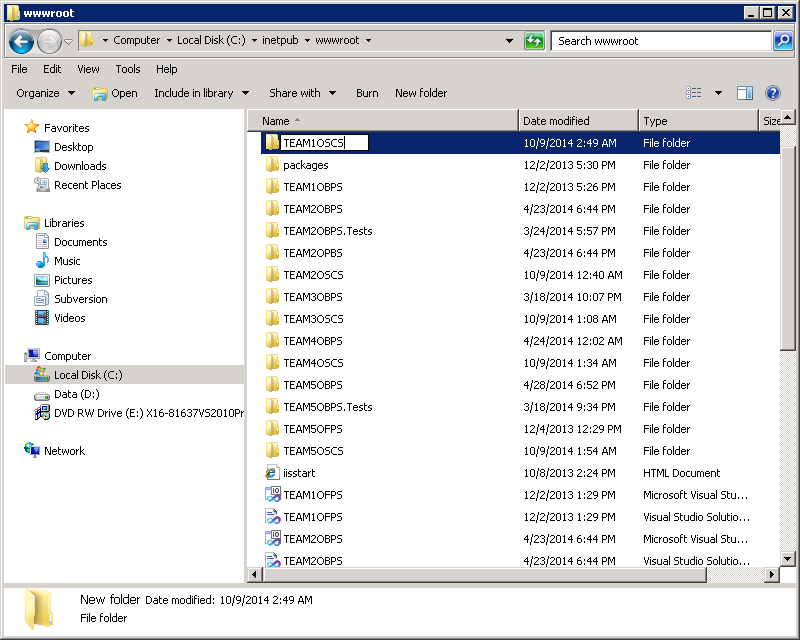 wwwroot
Computer Local Disk (C:) inetpub wwwroot Search wwwroot
File Edit View Tools Help
Organize Open Include in library Share with Burn New folder
Favorites
Desktop
Downloads
Recent Places
Libraries
Documents
Music
Pictures
Subversion
Videos
Computer
Local Disk (C:)
Data (D:)
DVD RW Drive (E:) X16-81637VS2010Pr
Network
Name Date modified Type Size
TEAM1OSCS 10/9/2014 2:49 AM File folder
packages 12/2/2013 5:30 PM File folder
TEAM1OBPS 12/2/2013 5:26 PM File folder
TEAM2OBPS 4/23/2014 6:44 PM File folder
TEAM2OBPS.Tests 3/24/2014 5:57 PM File folder
TEAM2OPBS 4/23/2014 6:44 PM File folder
TEAM2OSCS 10/9/2014 12:40 AM File folder
TEAM3OBPS 3/18/2014 10:07 PM File folder
TEAM3OSCS 10/9/2014 1:08 AM File folder
TEAM4OBPS 4/24/2014 12:02 AM File folder
TEAM4OSCS 10/9/2014 1:34 AM File folder
TEAM5OBPS 4/28/2014 6:52 PM File folder
TEAM5OBPS.Tests 3/18/2014 9:34 PM File folder
TEAM5OFPS 12/4/2013 12:29 PM File folder
TEAM5OSCS 10/9/2014 1:54 AM File folder
iisstart 10/8/2013 2:24 PM HTML Document
TEAM1OFPS 12/2/2013 1:29 PM Microsoft Visual Stu...
TEAM1OFPS 12/2/2013 1:29 PM Visual Studio Solutio...
TEAM2OBPS 4/23/2014 6:44 PM Microsoft Visual Stu...
TEAM2OBPS 4/23/2014 6:44 PM Visual Studio Solutio...
New folder Date modified: 10/9/2014 2:49 AM
File folder